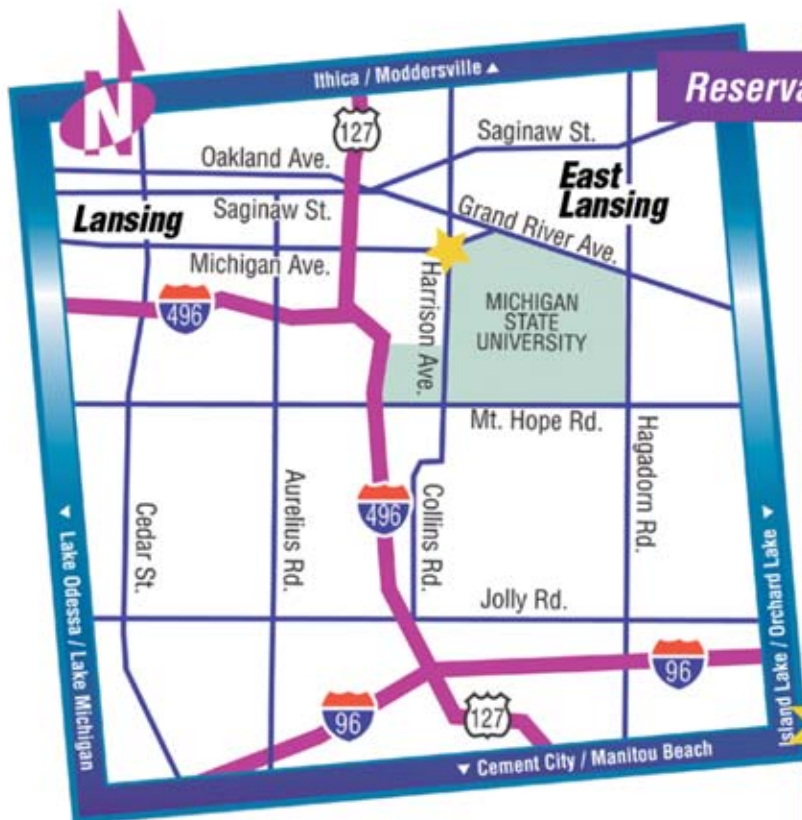 Ithica / Moddersville ▲
N
127
Reserva
Saginaw St.
Oakland Ave.
East
Lansing
Lansing
Saginaw St.
Grand River Ave.
Michigan Ave.
Harrison Ave.
496
MICHIGAN
STATE
UNIVERSITY
Mt. Hope Rd.
Cedar St.
Aurelius Rd.
496
Collins Rd.
Hagadorn Rd.
Jolly Rd.
◄ Lake Odessa / Lake Michigan
Island Lake / Orchard Lake ►
96
96
127
▼ Cement City / Manitou Beach